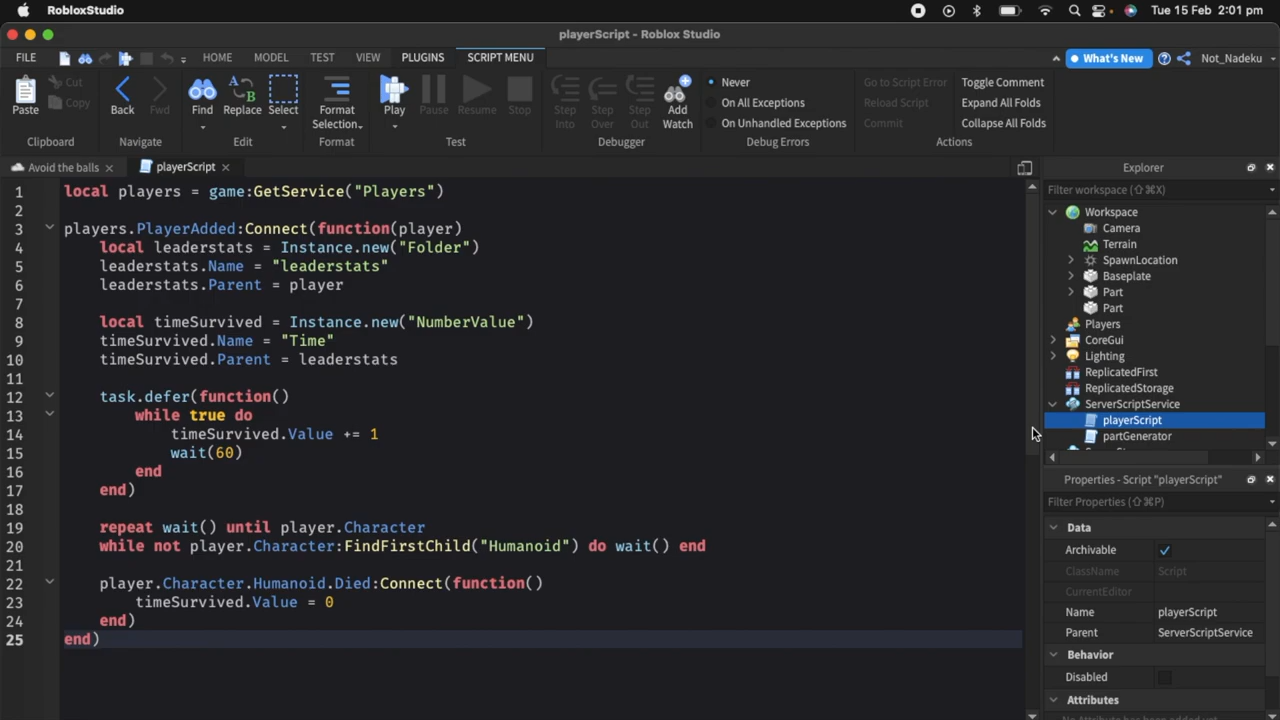 RobloxStudio
Tue 15 Feb 2:01 pm
playerScript - Roblox Studio
FILE HOME MODEL TEST VIEW PLUGINS SCRIPT MENU What's New Not_Nadeku
Paste Cut Copy Clipboard
Back Fwd Navigate
Find Replace Select Edit
Format Selection Format
Play Pause Resume Stop Test
Step Into Step Over Step Out Add Watch Debugger
Never
On All Exceptions
On Unhandled Exceptions
Debug Errors
Go to Script Error Toggle Comment
Reload Script Expand All Folds
Commit Collapse All Folds
Actions
Avoid the balls playerScript
1 local players = game:GetService("Players")
2
3 players.PlayerAdded:Connect(function(player)
4 local leaderstats = Instance.new("Folder")
5 leaderstats.Name = "leaderstats"
6 leaderstats.Parent = player
7
8 local timeSurvived = Instance.new("NumberValue")
9 timeSurvived.Name = "Time"
10 timeSurvived.Parent = leaderstats
11
12 task.defer(function()
13 while true do
14 timeSurvived.Value += 1
15 wait(60)
16 end
17 end)
18
19 repeat wait() until player.Character
20 while not player.Character:FindFirstChild("Humanoid") do wait() end
21
22 player.Character.Humanoid.Died:Connect(function()
23 timeSurvived.Value = 0
24 end)
25 end)
Explorer
Filter workspace (⇧⌘X)
Workspace
Camera
Terrain
SpawnLocation
Baseplate
Part
Part
Players
CoreGui
Lighting
ReplicatedFirst
ReplicatedStorage
ServerScriptService
playerScript
partGenerator
Properties - Script "playerScript"
Filter Properties (⇧⌘P)
Data
Archivable
ClassName Script
CurrentEditor
Name playerScript
Parent ServerScriptService
Behavior
Disabled
Attributes